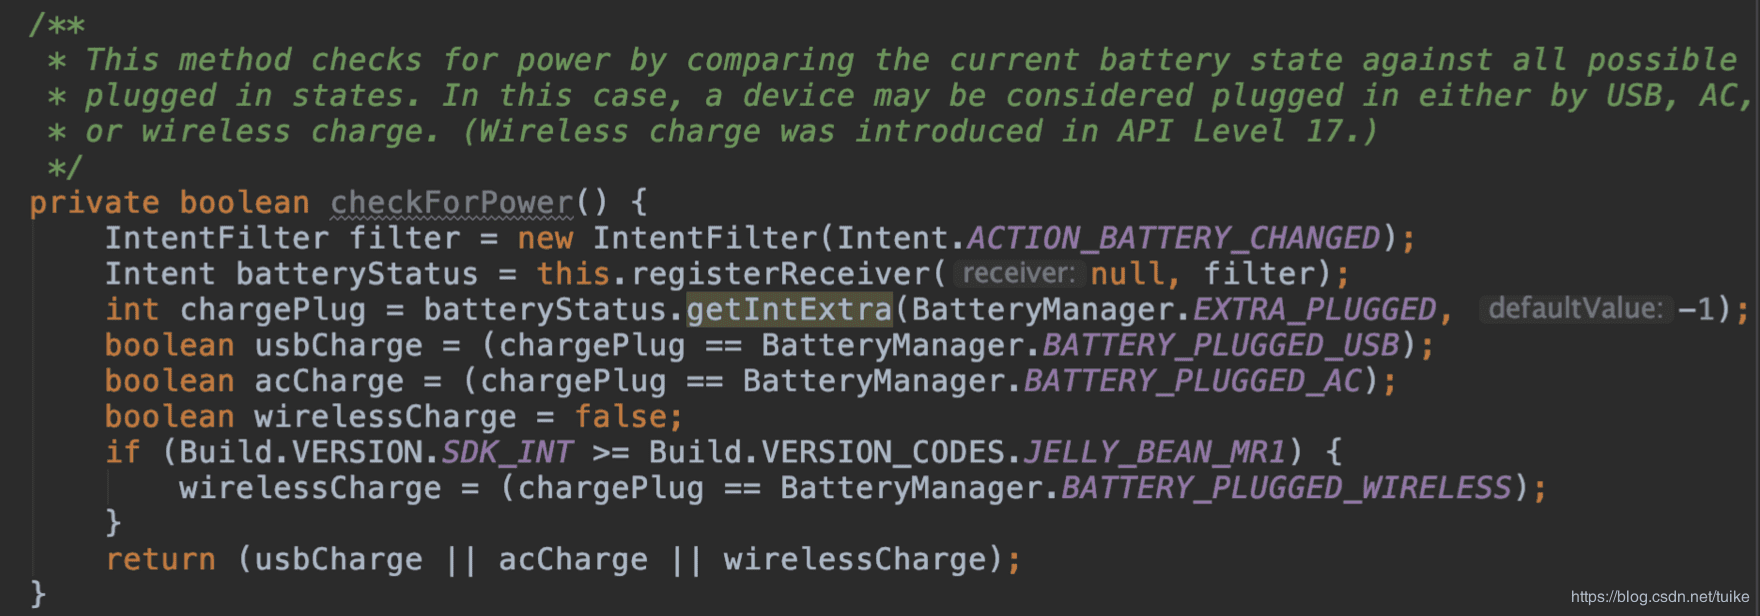 /**
 * This method checks for power by comparing the current battery state against all possible
 * plugged in states. In this case, a device may be considered plugged in either by USB, AC,
 * or wireless charge. (Wireless charge was introduced in API Level 17.)
 */
private boolean checkForPower() {
    IntentFilter filter = new IntentFilter(Intent.ACTION_BATTERY_CHANGED);
    Intent batteryStatus = this.registerReceiver( receiver: null, filter);
    int chargePlug = batteryStatus.getIntExtra(BatteryManager.EXTRA_PLUGGED, defaultValue: -1);
    boolean usbCharge = (chargePlug == BatteryManager.BATTERY_PLUGGED_USB);
    boolean acCharge = (chargePlug == BatteryManager.BATTERY_PLUGGED_AC);
    boolean wirelessCharge = false;
    if (Build.VERSION.SDK_INT >= Build.VERSION_CODES.JELLY_BEAN_MR1) {
        wirelessCharge = (chargePlug == BatteryManager.BATTERY_PLUGGED_WIRELESS);
    }
    return (usbCharge || acCharge || wirelessCharge);
}
https://blog.csdn.net/tuike